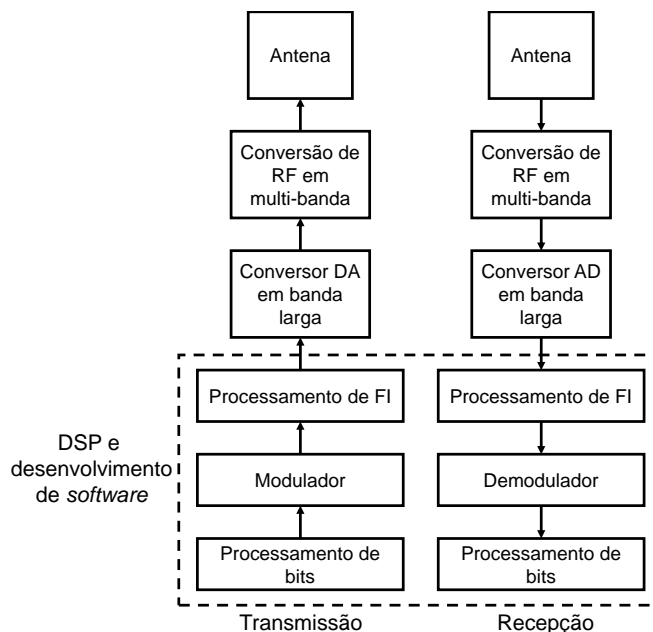 Antena
Antena
Conversão de
RF em
multi-banda
Conversão de
RF em
multi-banda
Conversor DA
em banda
larga
Conversor AD
em banda
larga
Processamento de FI
Processamento de FI
DSP e
desenvolvimento
de software
Modulador
Demodulador
Processamento de
bits
Processamento de
bits
Transmissão
Recepção